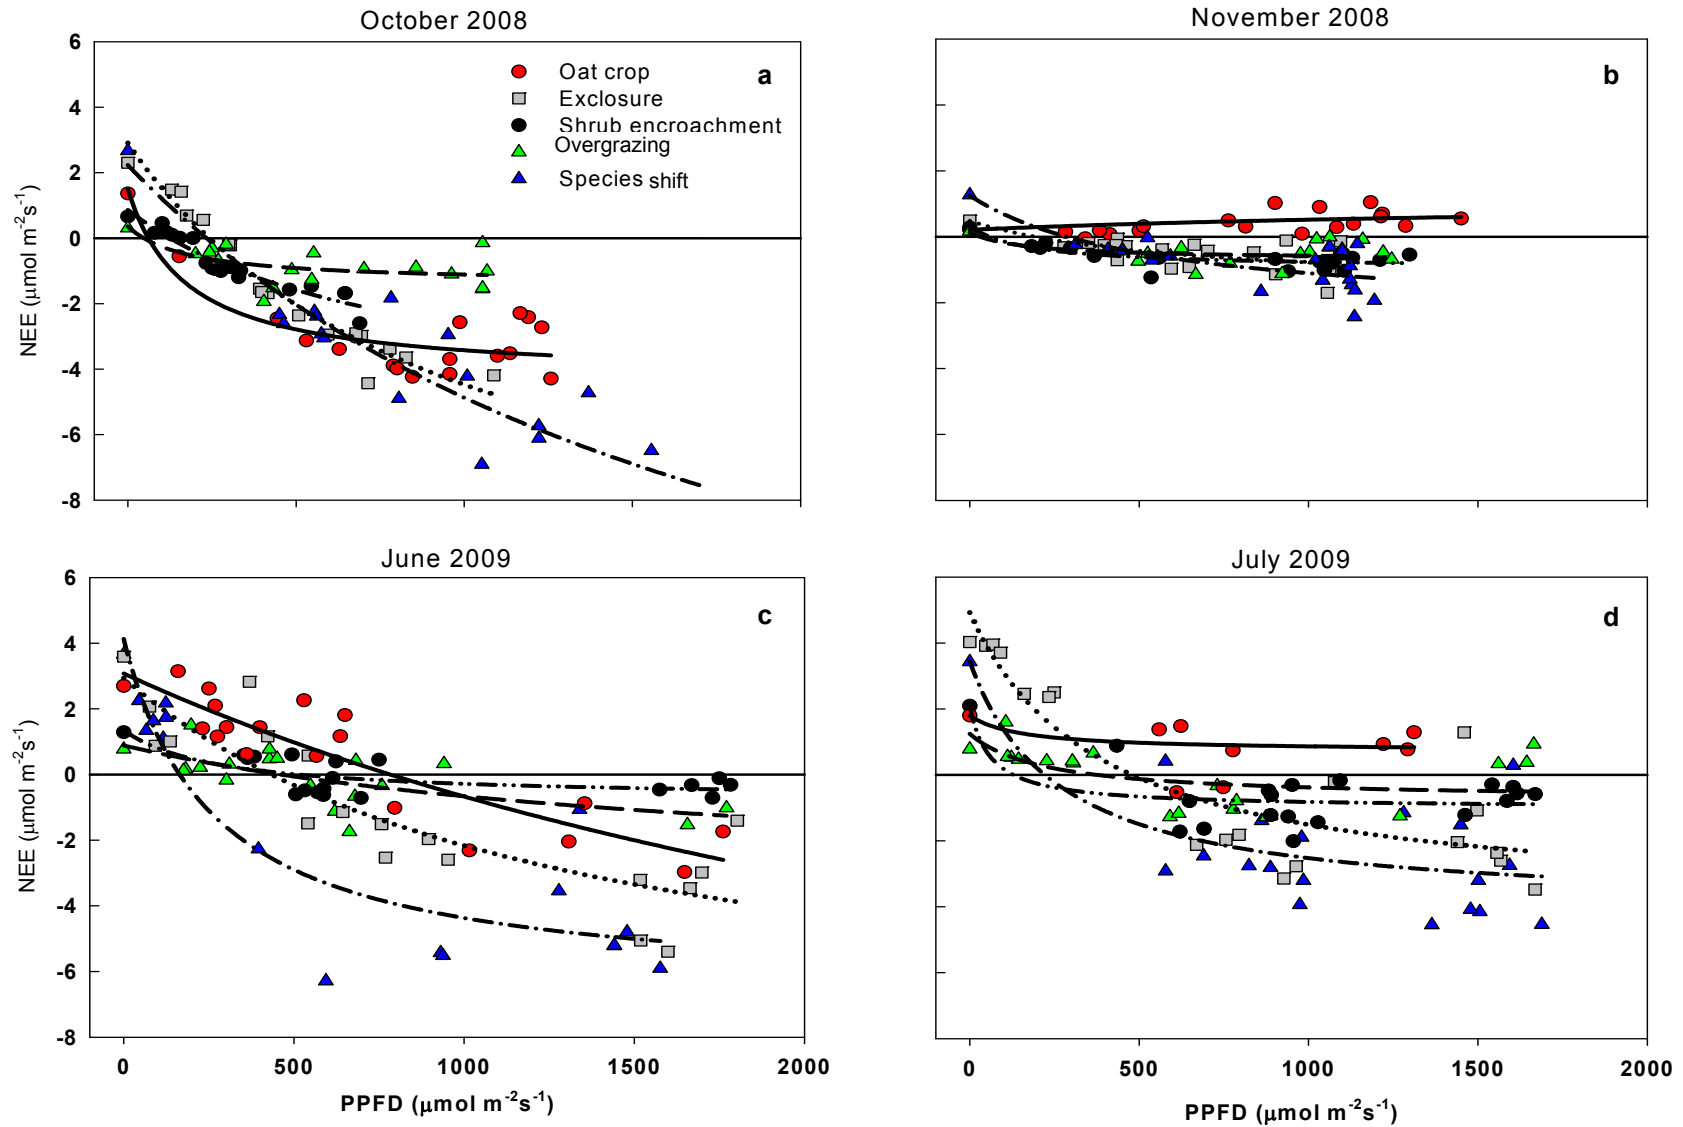 October 2008
November 2008
6
4
2
0
-2
-4
-6
-8
NEE (μmol m-2s-1)
a
Oat crop
Exclosure
Shrub encroachment
Overgrazing
Species shift
b
June 2009
July 2009
6
4
2
0
-2
-4
-6
-8
NEE (μmol m-2s-1)
c
d
0 500 1000 1500 2000
0 500 1000 1500 2000
PPFD (μmol m-2s-1)
PPFD (μmol m-2s-1)